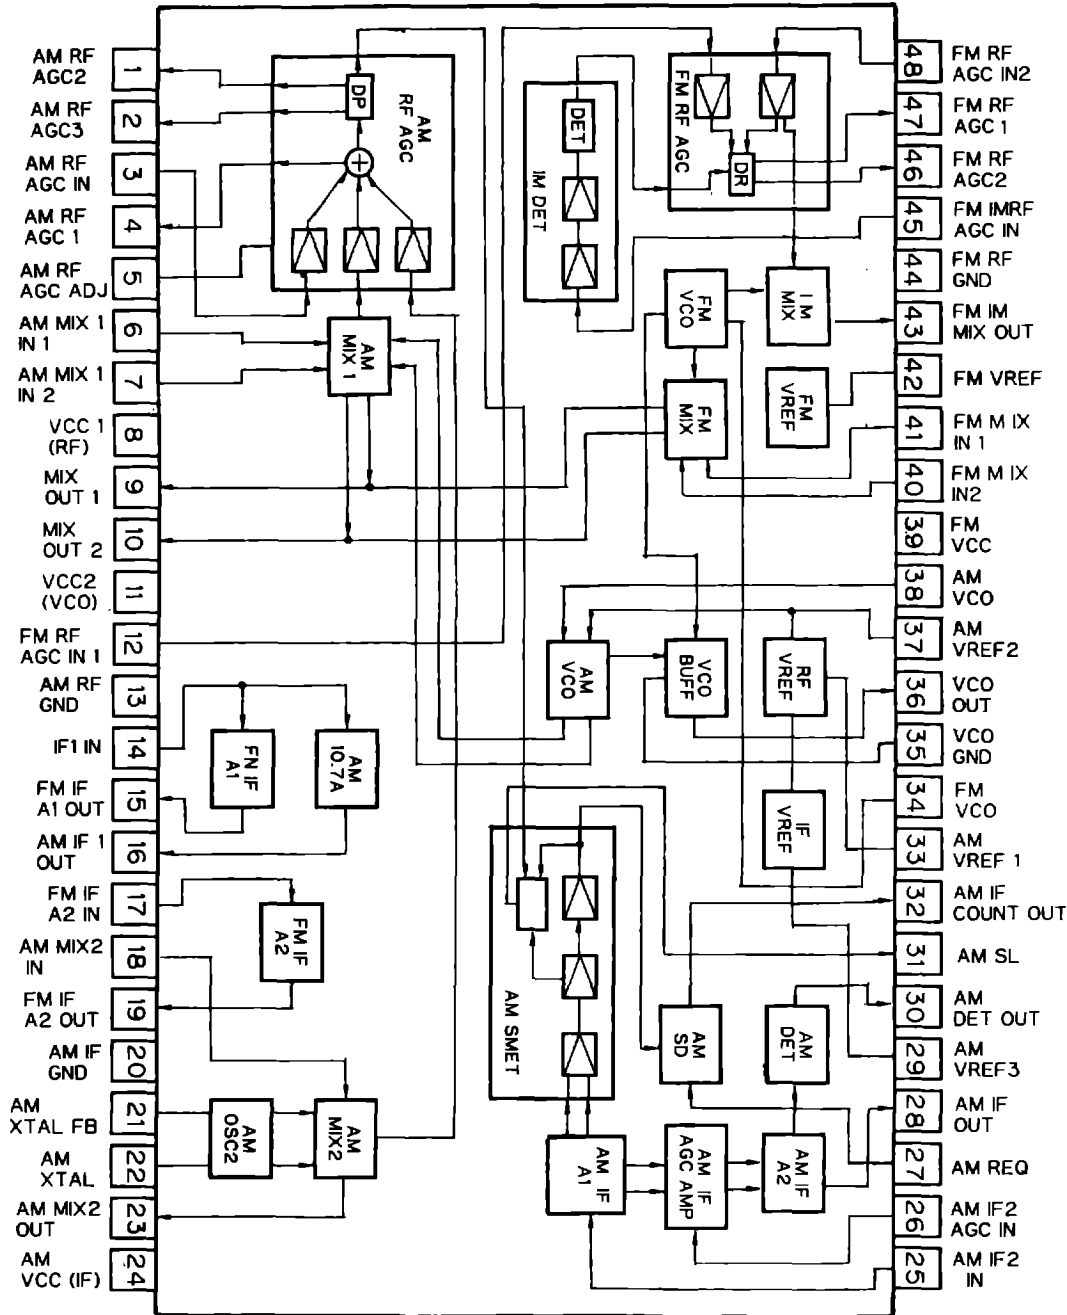 AM RF
AGC2
1
AM RF
AGC3
2
AM RF
AGC IN
3
AM RF
AGC 1
4
AM RF
AGC ADJ
5
AM MIX 1
IN 1
6
AM MIX 1
IN 2
7
VCC 1
(RF)
8
MIX
OUT 1
9
MIX
OUT 2
10
VCC2
(VCO)
11
FM RF
AGC IN 1
12
AM RF
GND
13
IF1 IN
14
FM IF
A1 OUT
15
AM IF 1
OUT
16
FM IF
A2 IN
17
AM MIX2
IN
18
FM IF
A2 OUT
19
AM IF
GND
20
AM
XTAL FB
21
AM
XTAL
22
AM MIX2
OUT
23
AM
VCC (IF)
24
AM
RF AGC
DP
+
AM
MIX 1
IM DET
DET
FM RF AGC
DR
FM
VCO
I M
MIX
FM
MIX
FM
VREF
AM
VCO
VCO
BUFF
RF
VREF
IF
VREF
FN IF
A1
AM
10.7A
FM IF
A2
AM SMET
AM
SD
AM
DET
AM
OSC2
AM
MIX2
AM IF
A1
AM IF
AGC AMP
AM IF
A2
48
FM RF
AGC IN2
47
FM RF
AGC 1
46
FM RF
AGC2
45
FM IMRF
AGC IN
44
FM RF
GND
43
FM IM
MIX OUT
42
FM VREF
41
FM M IX
IN 1
40
FM M IX
IN2
39
FM
VCC
38
AM
VCO
37
AM
VREF2
36
VCO
OUT
35
VCO
GND
34
FM
VCO
33
AM
VREF 1
32
AM IF
COUNT OUT
31
AM SL
30
AM
DET OUT
29
AM
VREF3
28
AM IF
OUT
27
AM REQ
26
AM IF2
AGC IN
25
AM IF2
IN